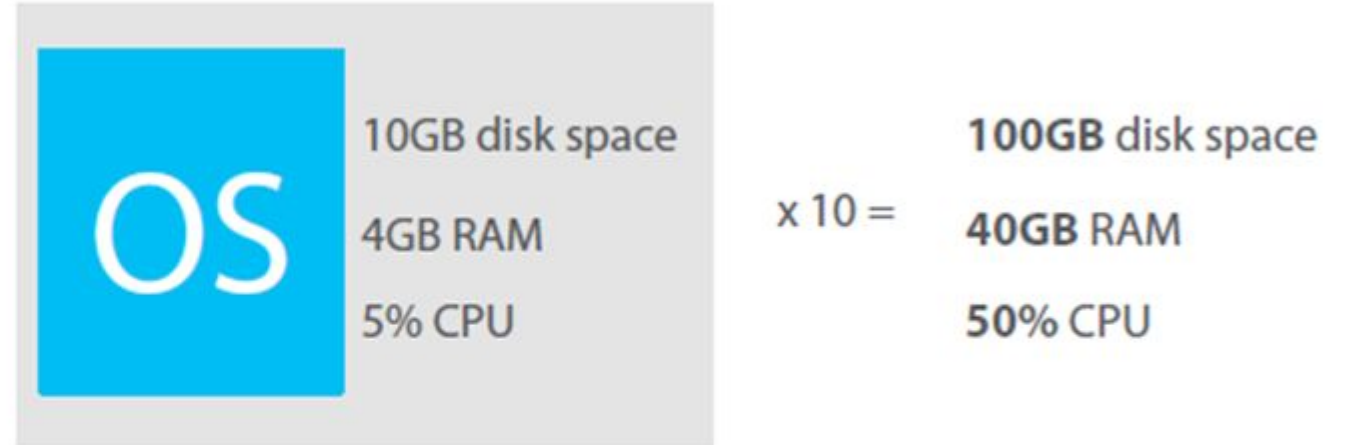 OS
10GB disk space
4GB RAM
5% CPU
x 10 =
100GB disk space
40GB RAM
50% CPU